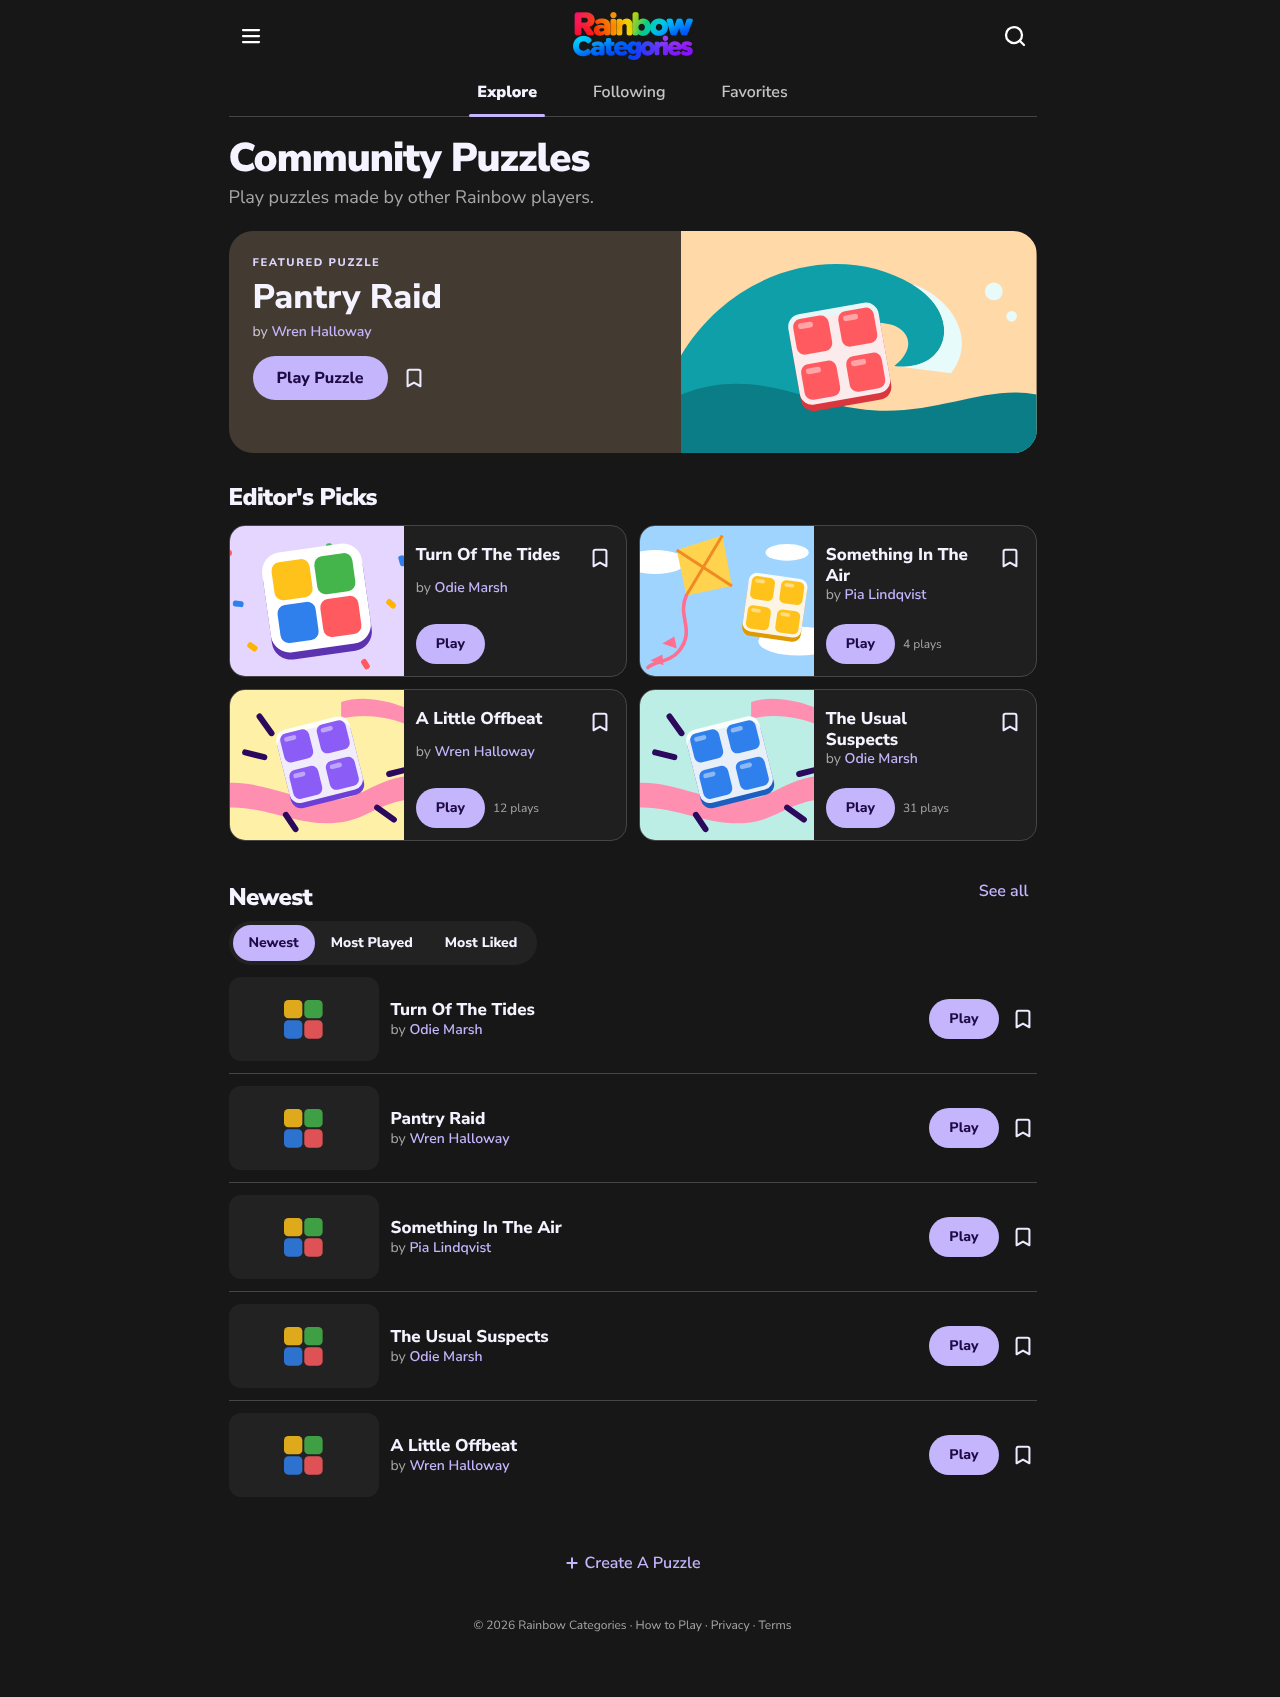 Rainbow
Categories
Explore
Following
Favorites
Community Puzzles
Play puzzles made by other Rainbow players.
FEATURED PUZZLE
Pantry Raid
by Wren Halloway
Play Puzzle
Editor's Picks
Turn Of The Tides
by Odie Marsh
Play
Something In The
Air
by Pia Lindqvist
Play
4 plays
A Little Offbeat
by Wren Halloway
Play
12 plays
The Usual
Suspects
by Odie Marsh
Play
31 plays
Newest
See all
Newest
Most Played
Most Liked
Turn Of The Tides
by Odie Marsh
Play
Pantry Raid
by Wren Halloway
Play
Something In The Air
by Pia Lindqvist
Play
The Usual Suspects
by Odie Marsh
Play
A Little Offbeat
by Wren Halloway
Play
+ Create A Puzzle
© 2026 Rainbow Categories · How to Play · Privacy · Terms